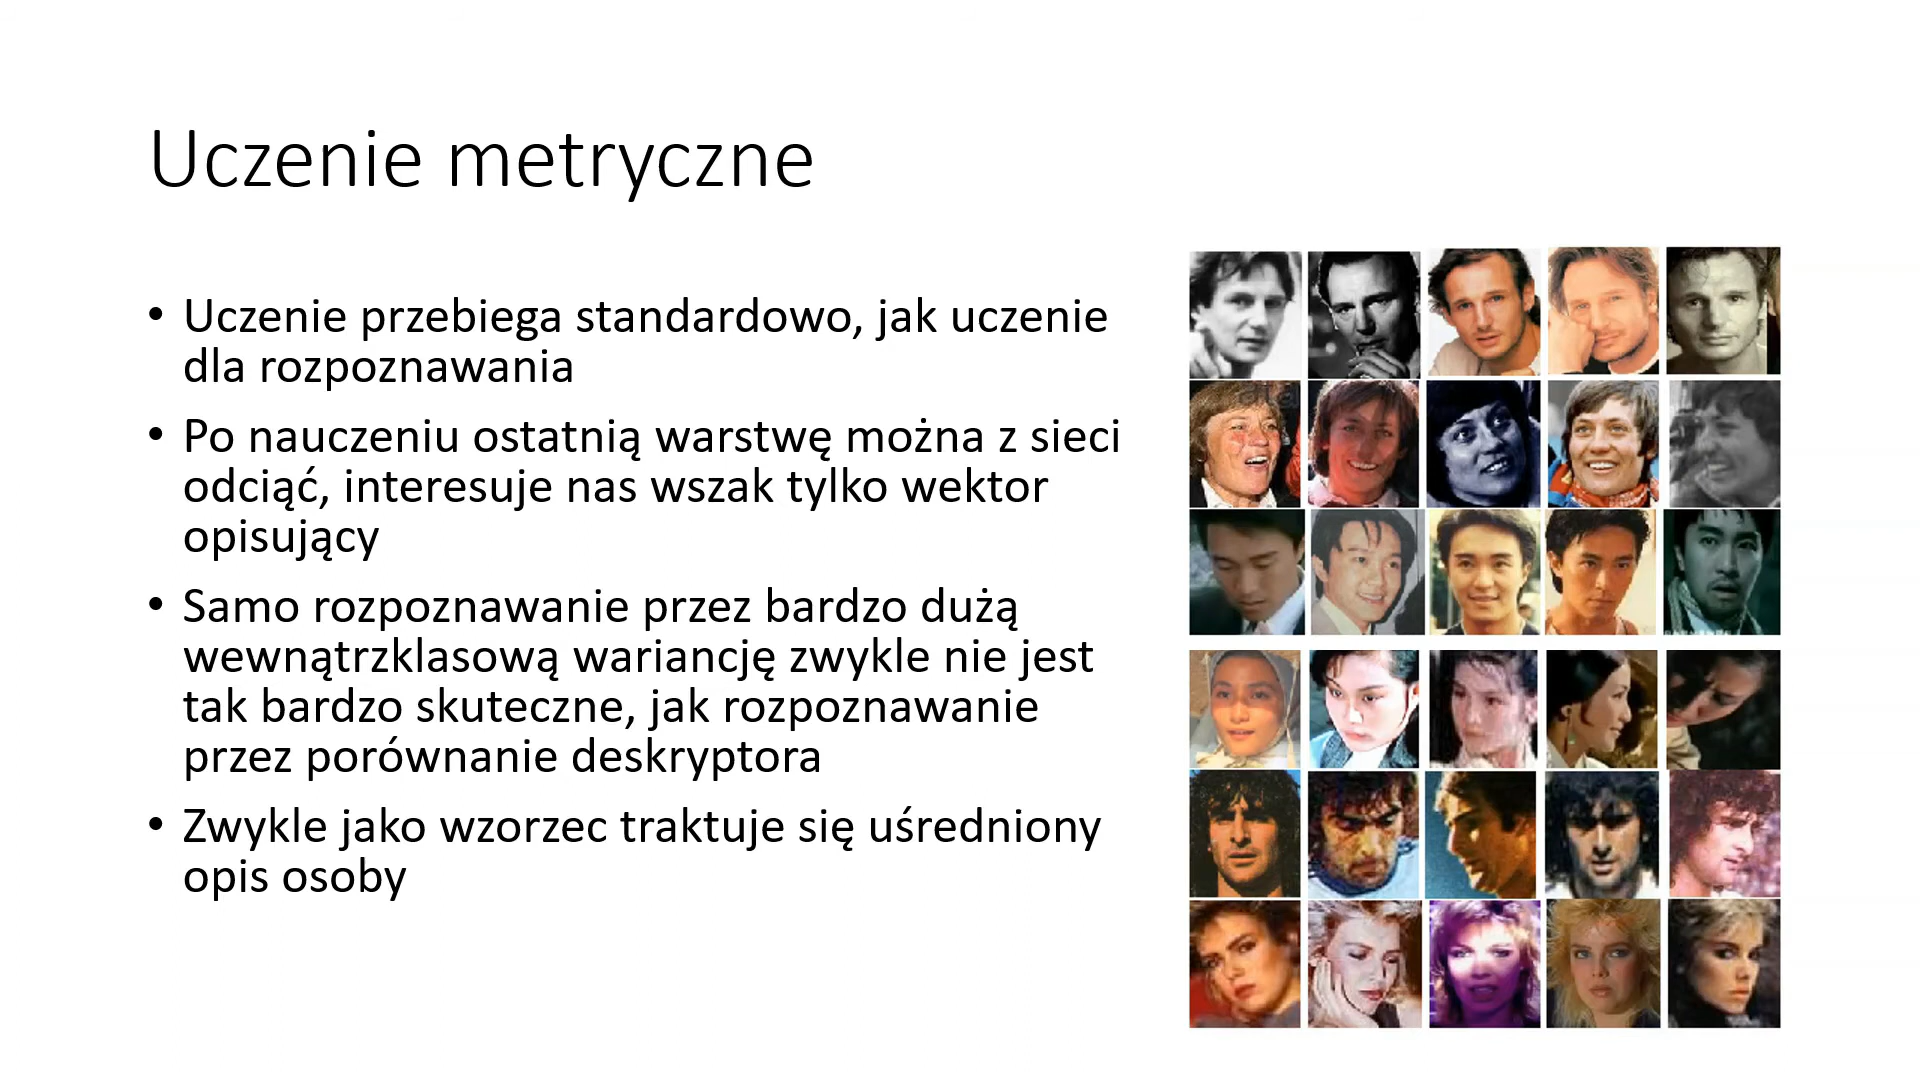 Uczenie metryczne
• Uczenie przebiega standardowo, jak uczenie
dla rozpoznawania
• Po nauczeniu ostatnią warstwę można z sieci
odciąć, interesuje nas wszak tylko wektor
opisujący
• Samo rozpoznawanie przez bardzo dużą
wewnątrzklasową wariancję zwykle nie jest
tak bardzo skuteczne, jak rozpoznawanie
przez porównanie deskryptora
• Zwykle jako wzorzec traktuje się uśredniony
opis osoby